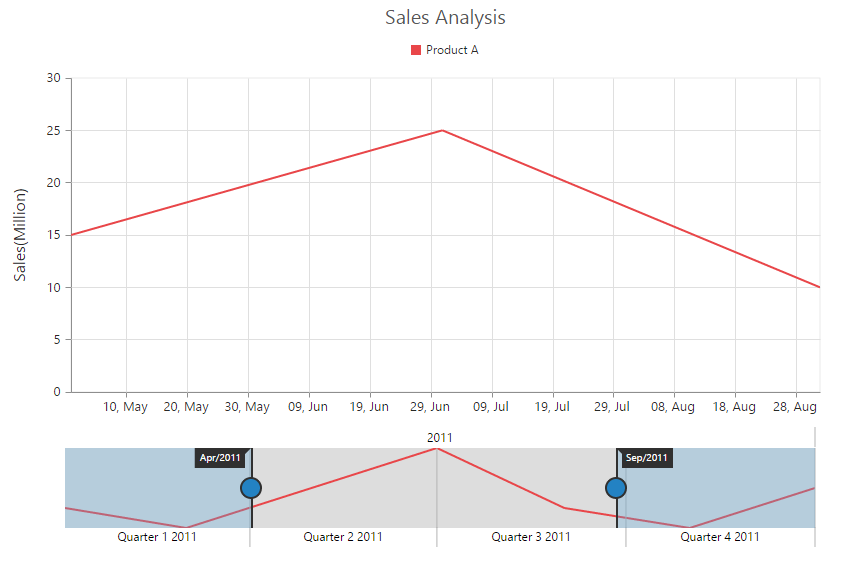 Sales Analysis
Product A
Sales(Million)
30
25
20
15
10
5
0
10, May 20, May 30, May 09, Jun 19, Jun 29, Jun 09, Jul 19, Jul 29, Jul 08, Aug 18, Aug 28, Aug
2011
Apr/2011 Sep/2011
Quarter 1 2011 Quarter 2 2011 Quarter 3 2011 Quarter 4 2011